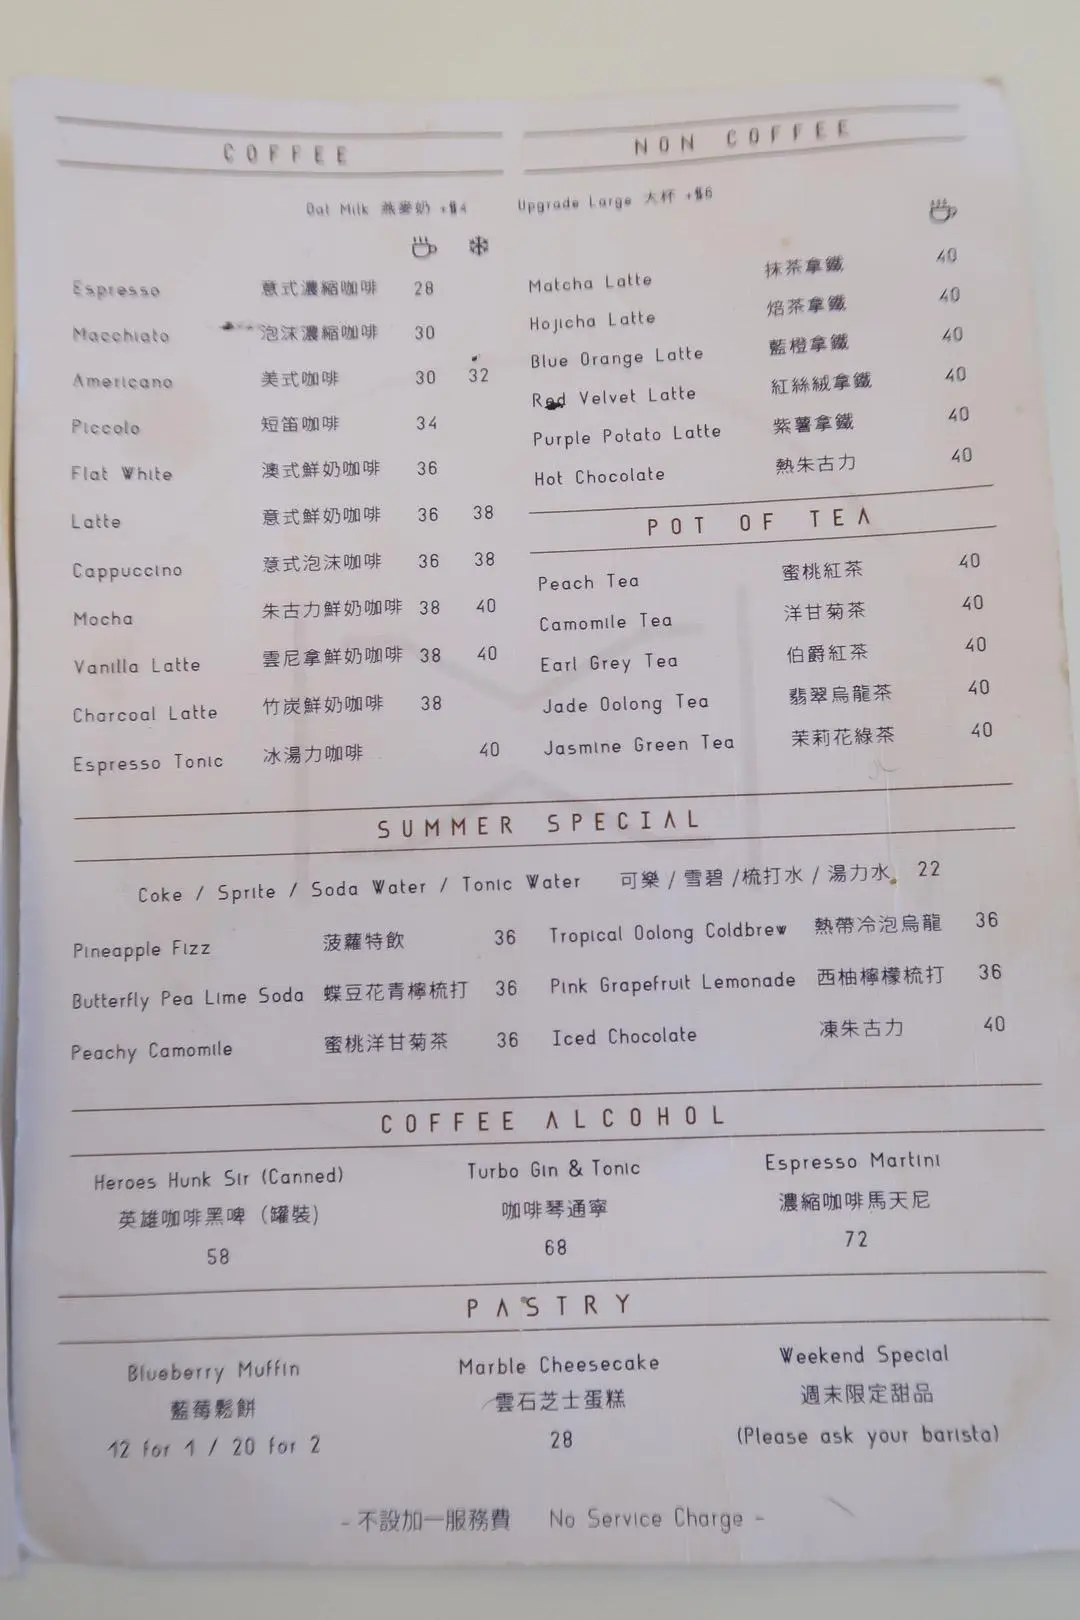 COFFEE
Oat Milk 燕麥奶 +$4
Espresso 意式濃縮咖啡 28
Macchiato 泡沫濃縮咖啡 30
Americano 美式咖啡 30 32
Piccolo 短笛咖啡 34
Flat White 澳式鮮奶咖啡 36
Latte 意式鮮奶咖啡 36 38
Cappuccino 意式泡沫咖啡 36 38
Mocha 朱古力鮮奶咖啡 38 40
Vanilla Latte 雲尼拿鮮奶咖啡 38 40
Charcoal Latte 竹炭鮮奶咖啡 38
Espresso Tonic 冰湯力咖啡 40
NON COFFEE
Upgrade Large 大杯 +$6
Matcha Latte 抹茶拿鐵 40
Hojicha Latte 焙茶拿鐵 40
Blue Orange Latte 藍橙拿鐵 40
Red Velvet Latte 紅絲絨拿鐵 40
Purple Potato Latte 紫薯拿鐵 40
Hot Chocolate 熱朱古力 40
POT OF TEA
Peach Tea 蜜桃紅茶 40
Camomile Tea 洋甘菊茶 40
Earl Grey Tea 伯爵紅茶 40
Jade Oolong Tea 翡翠烏龍茶 40
Jasmine Green Tea 茉莉花綠茶 40
SUMMER SPECIAL
Coke / Sprite / Soda Water / Tonic Water 可樂 / 雪碧 /梳打水 / 湯力水 22
Pineapple Fizz 菠蘿特飲 36 Tropical Oolong Coldbrew 熱帶冷泡烏龍 36
Butterfly Pea Lime Soda 蝶豆花青檸梳打 36 Pink Grapefruit Lemonade 西柚檸檬梳打 36
Peachy Camomile 蜜桃洋甘菊茶 36 Iced Chocolate 凍朱古力 40
COFFEE ALCOHOL
Heroes Hunk Sir (Canned) Turbo Gin & Tonic Espresso Martini
英雄咖啡黑啤（罐裝) 咖啡琴通寧 濃縮咖啡馬天尼
58 68 72
PASTRY
Blueberry Muffin Marble Cheesecake Weekend Special
藍莓鬆餅 雲石芝士蛋糕 週末限定甜品
12 for 1 / 20 for 2 28 (Please ask your barista)
- 不設加一服務費 No Service Charge -